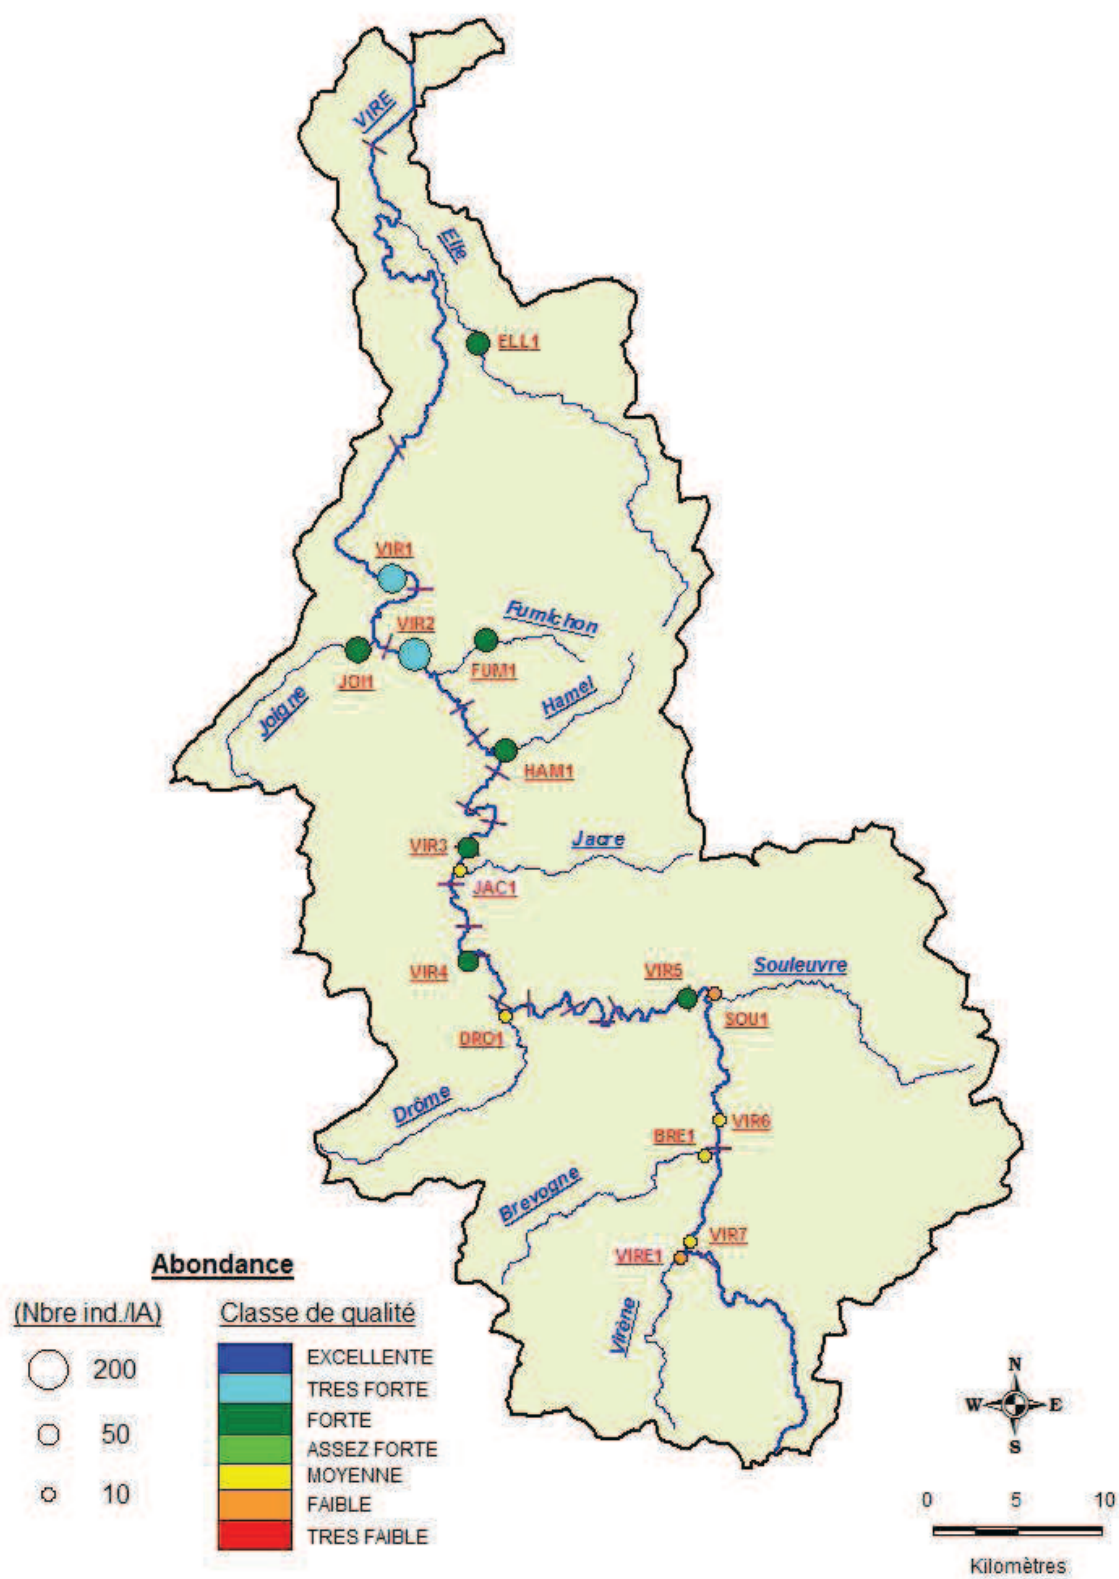 VIRE
Elle
ELL1
VIR1
VIR2
Fumichon
FUM1
JOI1
Joigne
Hamel
HAM1
VIR3
Jacre
JAC1
VIR4
VIR5
Souleuvre
SOU1
DRO1
Drôme
VIR6
BRE1
Brevogne
VIR7
VIRE1
Virène
Abondance
(Nbre ind./IA)
Classe de qualité
200
50
10
EXCELLENTE
TRES FORTE
FORTE
ASSEZ FORTE
MOYENNE
FAIBLE
TRES FAIBLE
N
W E
S
0 5 10
Kilomètres